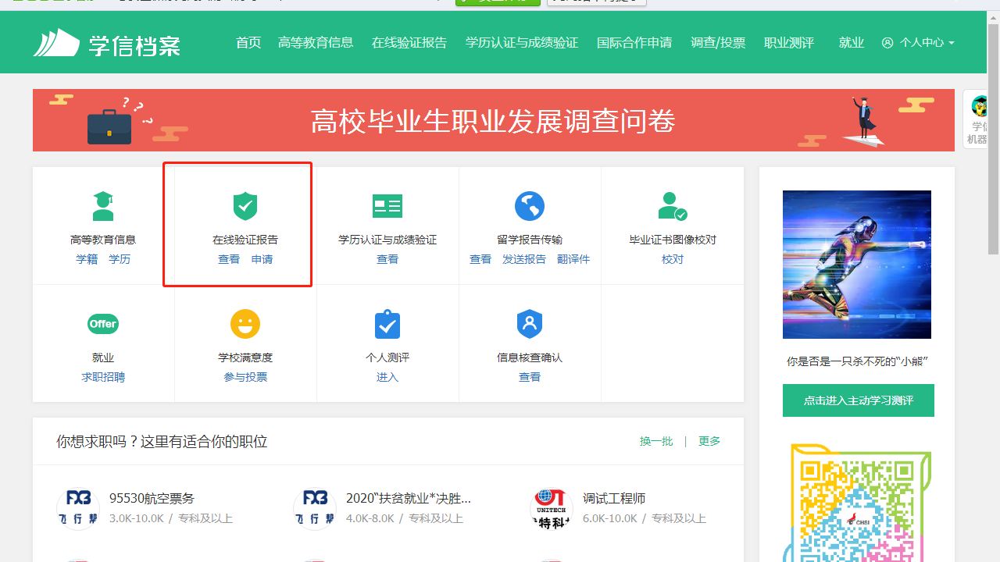 学信档案
首页 高等教育信息 在线验证报告 学历认证与成绩验证 国际合作申请 调查/投票 职业测评 就业 个人中心
高校毕业生职业发展调查问卷
? ? ?
学信
机器
高等教育信息
学籍 学历
在线验证报告
查看 申请
学历认证与成绩验证
查看
留学报告传输
查看 发送报告 翻译件
毕业证书图像校对
校对
Offer
就业
求职招聘
学校满意度
参与投票
个人测评
进入
信息核查确认
查看
你是否是一只杀不死的“小熊”
点击进入主动学习测评
你想求职吗？这里有适合你的职位
换一批 | 更多
FX3
飞行帮
95530航空票务
3.0K-10.0K / 专科及以上
FX3
飞行帮
2020“扶贫就业*决胜...
4.0K-8.0K / 专科及以上
UT
UNITECH
特科
调试工程师
6.0K-10.0K / 专科及以上
CHSI